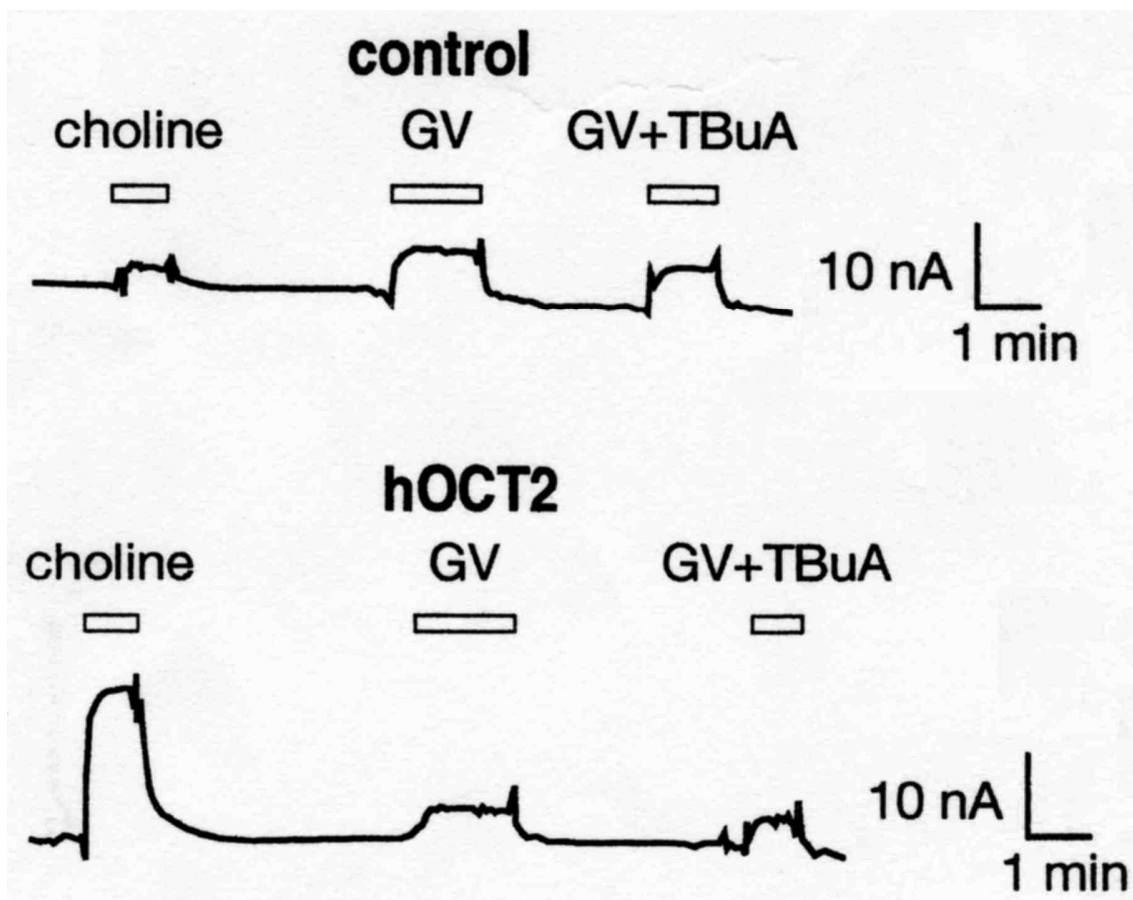 control
choline GV GV+TBuA
10 nA
1 min
hOCT2
choline GV GV+TBuA
10 nA
1 min